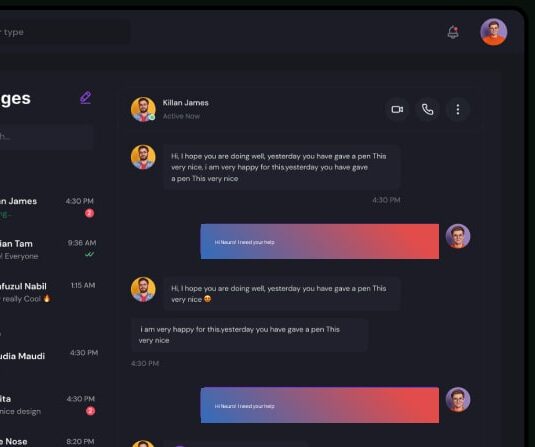 type
ges
Killan James
Active Now
Hi, I hope you are doing well, yesterday you have gave a pen This
very nice, i am very happy for this.yesterday you have gave
a pen This very nice
4:30 PM
n James
4:30 PM
ng..
2
Hi Neuro! I need your help
ian Tam
9:36 AM
! Everyone
fuzul Nabil
1:15 AM
really Cool 🔥
Hi, I hope you are doing well, yesterday you have gave a pen This
very nice 😍
i am very happy for this.yesterday you have gave a pen This
very nice
4:30 PM
udia Maudi
4:30 PM
ita
4:30 PM
nice design
2
Hi Neuro! I need your help
e Nose
8:20 PM